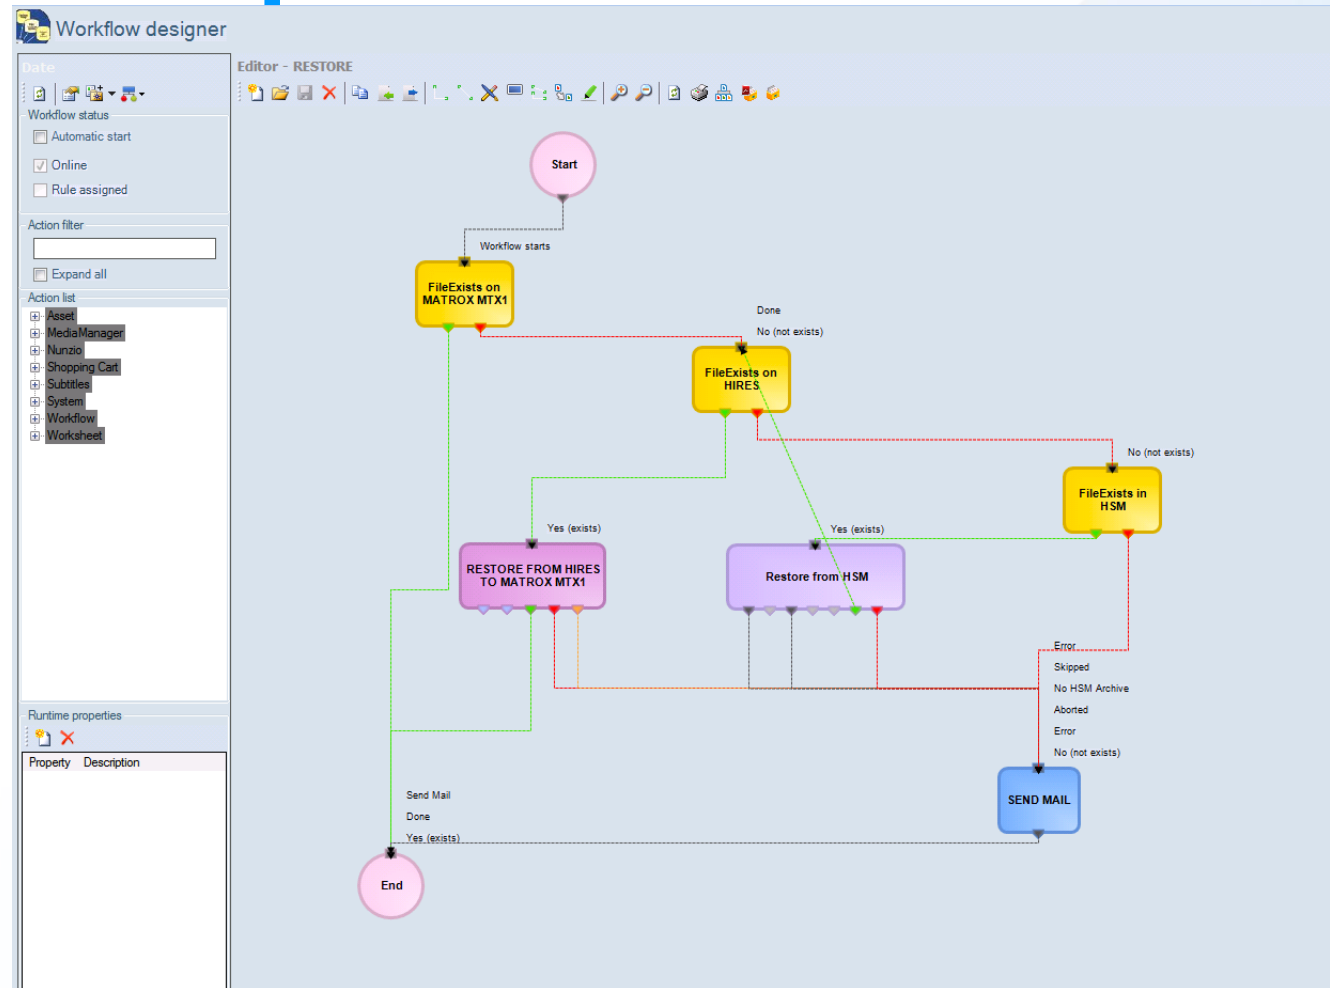 Workflow designer
Date
Workflow status
Automatic start
Online
Rule assigned
Action filter
Expand all
Action list
Asset
MediaManager
Nunzio
Shopping Cart
Subtitles
System
Workflow
Worksheet
Runtime properties
Property Description
Editor - RESTORE
Start
Workflow starts
FileExists on
MATROX MTX1
Done
No (not exists)
FileExists on
HIRES
No (not exists)
FileExists in
HSM
Yes (exists)
RESTORE FROM HIRES
TO MATROX MTX1
Yes (exists)
Restore from HSM
Error
Skipped
No HSM Archive
Aborted
Error
No (not exists)
SEND MAIL
Send Mail
Done
Yes (exists)
End